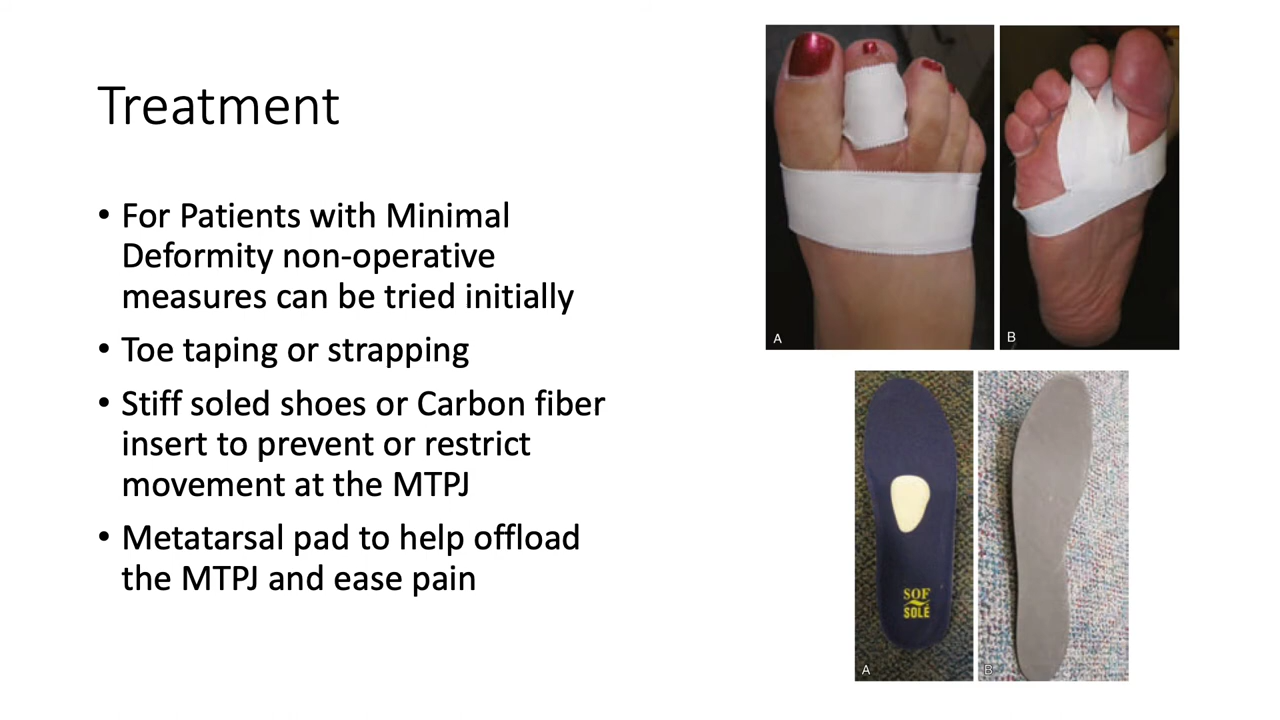 Treatment
• For Patients with Minimal
Deformity non-operative
measures can be tried initially
• Toe taping or strapping
• Stiff soled shoes or Carbon fiber
insert to prevent or restrict
movement at the MTPJ
• Metatarsal pad to help offload
the MTPJ and ease pain
A
B
SOF
SOLE
A
B